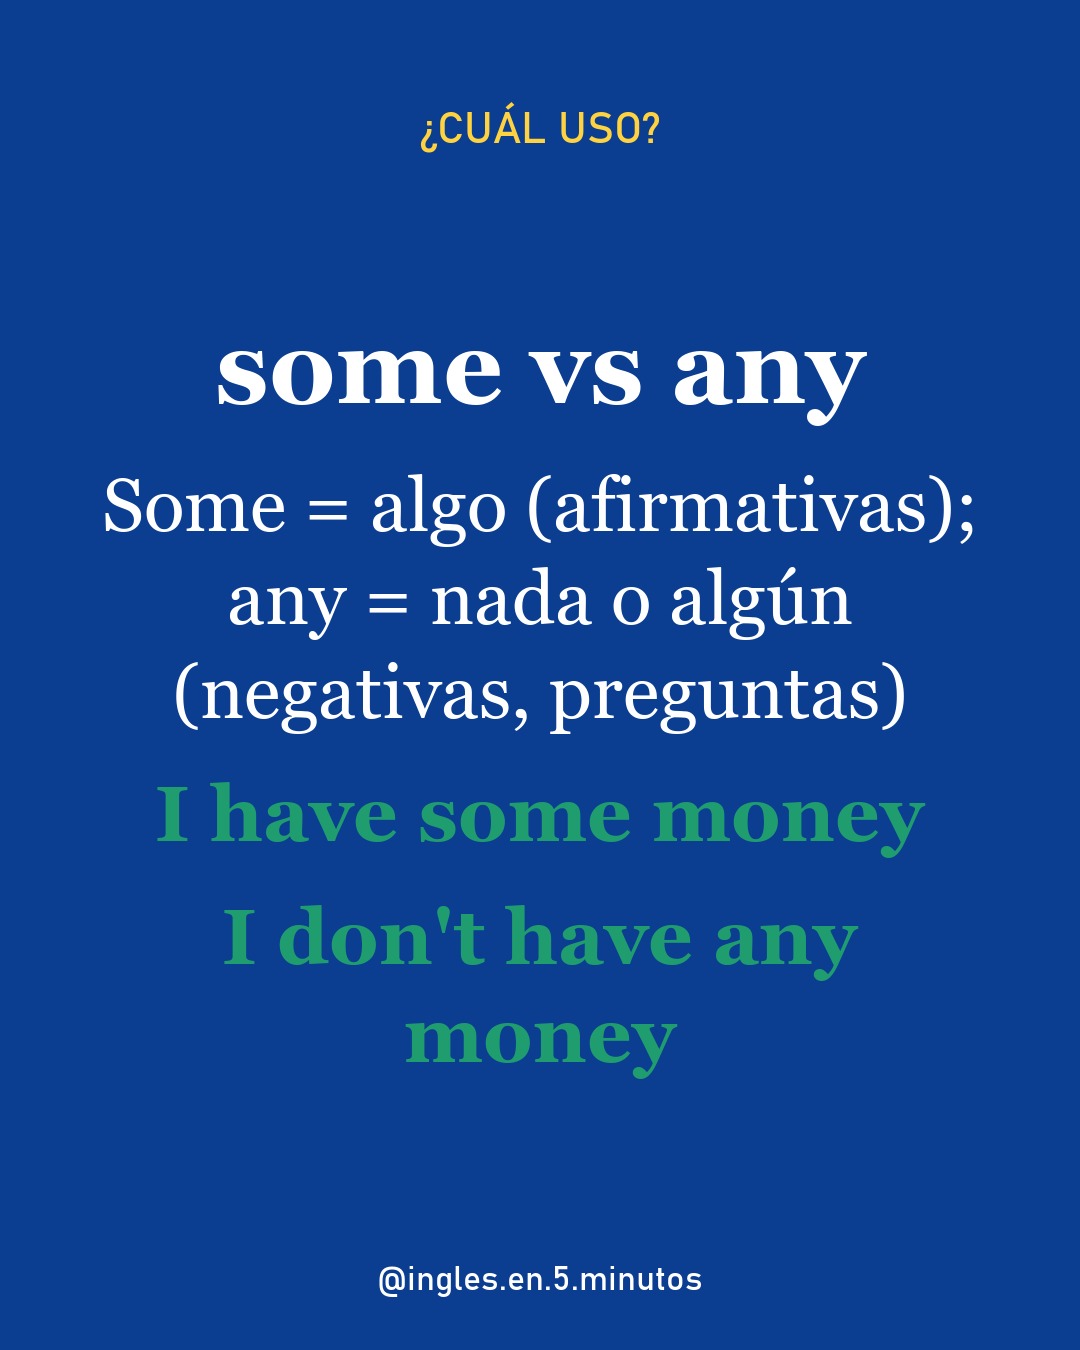 ¿CUÁL USO?
some vs any
Some = algo (afirmativas);
any = nada o algún
(negativas, preguntas)
I have some money
I don't have any
money
@ingles.en.5.minutos